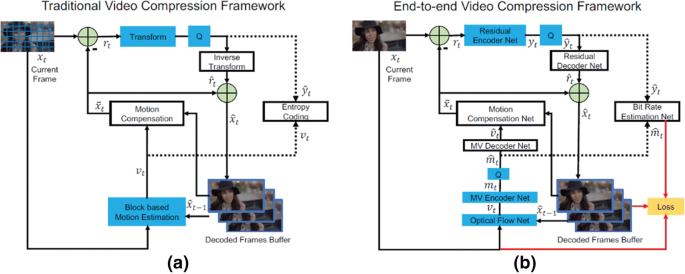 Traditional Video Compression Framework
x_t
Current Frame
r_t
Transform
Q
Inverse
Transform
r̂_t
ŷ_t
x̄_t
Motion
Compensation
x̂_t
Entropy
Coding
v_t
v_t
Block based
Motion Estimation
x̂_{t-1}
Decoded Frames Buffer
(a)
End-to-end Video Compression Framework
x_t
Current Frame
r_t
Residual
Encoder Net
y_t
Q
ŷ_t
Residual
Decoder Net
r̂_t
ŷ_t
x̄_t
Motion
Compensation Net
x̂_t
Bit Rate
Estimation Net
v̂_t
m̂_t
MV Decoder Net
m̂_t
Q
m_t
MV Encoder Net
v_t
Optical Flow Net
x̂_{t-1}
Loss
Decoded Frames Buffer
(b)